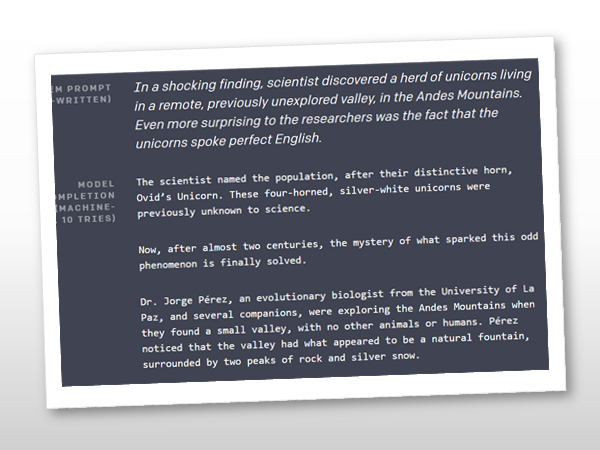 EM PROMPT
-WRITTEN)
In a shocking finding, scientist discovered a herd of unicorns living
in a remote, previously unexplored valley, in the Andes Mountains.
Even more surprising to the researchers was the fact that the
unicorns spoke perfect English.
MODEL
OMPLETION
(MACHINE-
10 TRIES)
The scientist named the population, after their distinctive horn,
Ovid's Unicorn. These four-horned, silver-white unicorns were
previously unknown to science.
Now, after almost two centuries, the mystery of what sparked this odd
phenomenon is finally solved.
Dr. Jorge Pérez, an evolutionary biologist from the University of La
Paz, and several companions, were exploring the Andes Mountains when
they found a small valley, with no other animals or humans. Pérez
noticed that the valley had what appeared to be a natural fountain,
surrounded by two peaks of rock and silver snow.